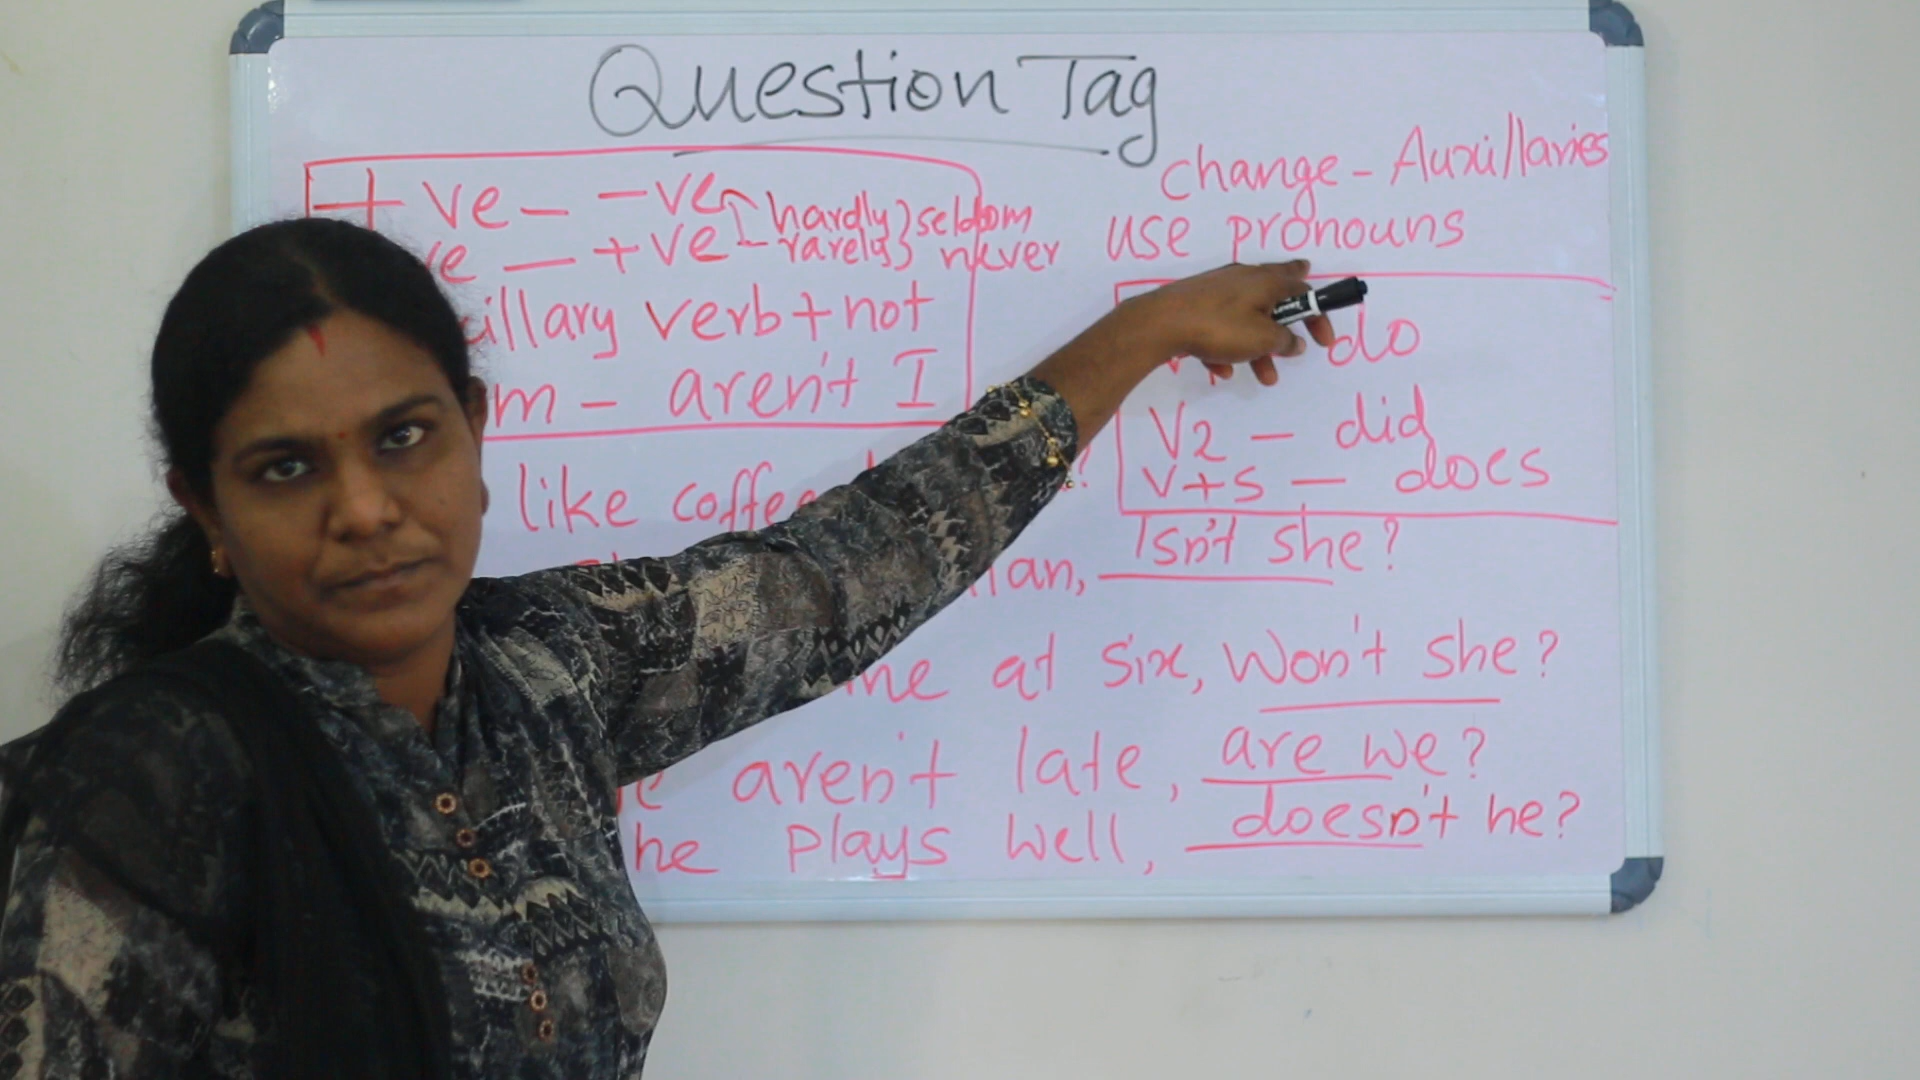 Question Tag
change - Auxillaries
+ve - -ve hardly} seldom
ve - +ve rarely} never
use pronouns
illary verb + not
do
m - aren't I
V2 - did
V+s - does
like coffee ?
an, Isn't she?
me at six, Won't she?
aren't late, are we?
he plays well, doesn't he?